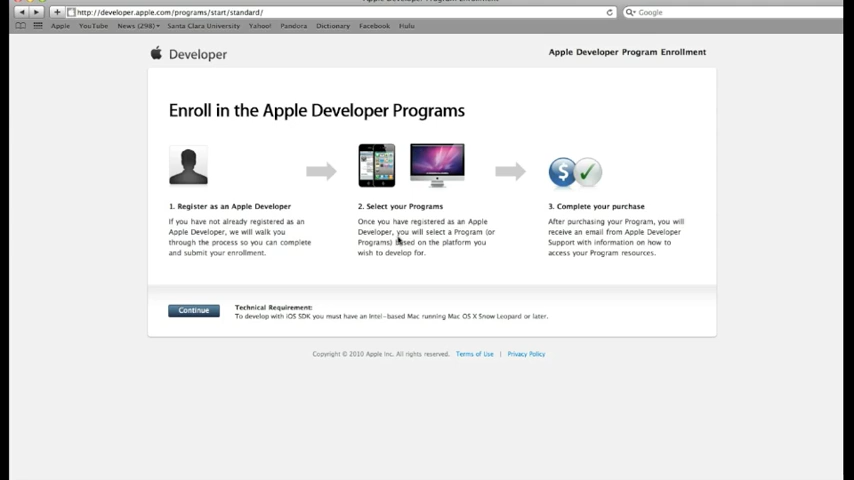 Apple Developer Program Enrollment
http://developer.apple.com/programs/start/standard/
Google
Apple YouTube News (298) Santa Clara University Yahoo! Pandora Dictionary Facebook Hulu
Developer
Apple Developer Program Enrollment
Enroll in the Apple Developer Programs
1. Register as an Apple Developer
If you have not already registered as an
Apple Developer, we will walk you
through the process so you can complete
and submit your enrollment.
2. Select your Programs
Once you have registered as an Apple
Developer, you will select a Program (or
Programs) based on the platform you
wish to develop for.
3. Complete your purchase
After purchasing your Program, you will
receive an email from Apple Developer
Support with information on how to
access your Program resources.
Continue
Technical Requirement:
To develop with iOS SDK you must have an Intel-based Mac running Mac OS X Snow Leopard or later.
Copyright © 2010 Apple Inc. All rights reserved. Terms of Use | Privacy Policy